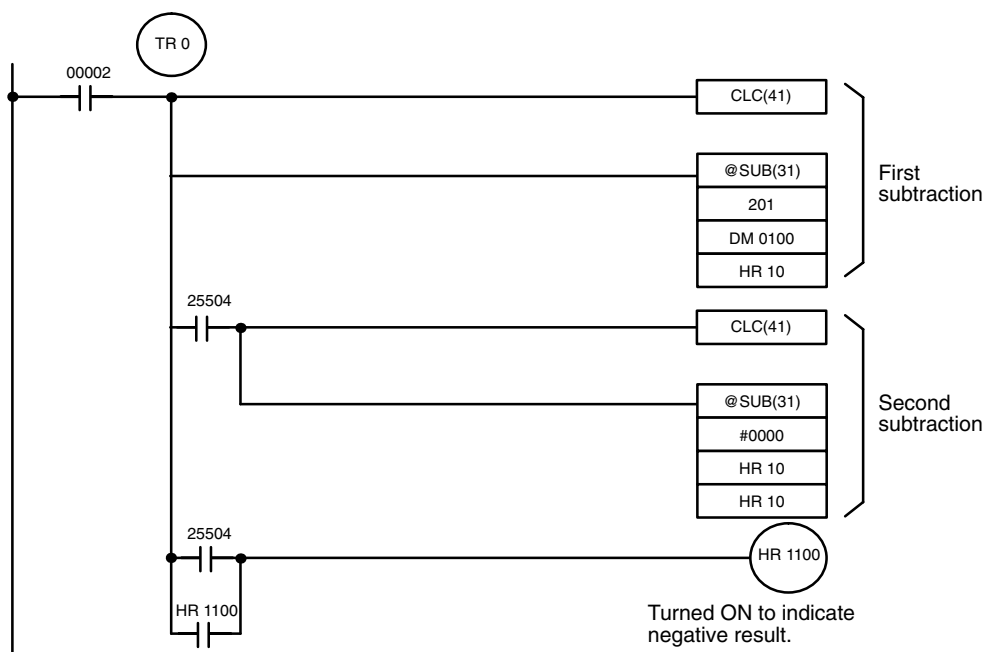 TR 0
00002
CLC(41)
@SUB(31)
201
DM 0100
HR 10
First
subtraction
25504
CLC(41)
@SUB(31)
#0000
HR 10
HR 10
Second
subtraction
25504
HR 1100
HR 1100
Turned ON to indicate
negative result.